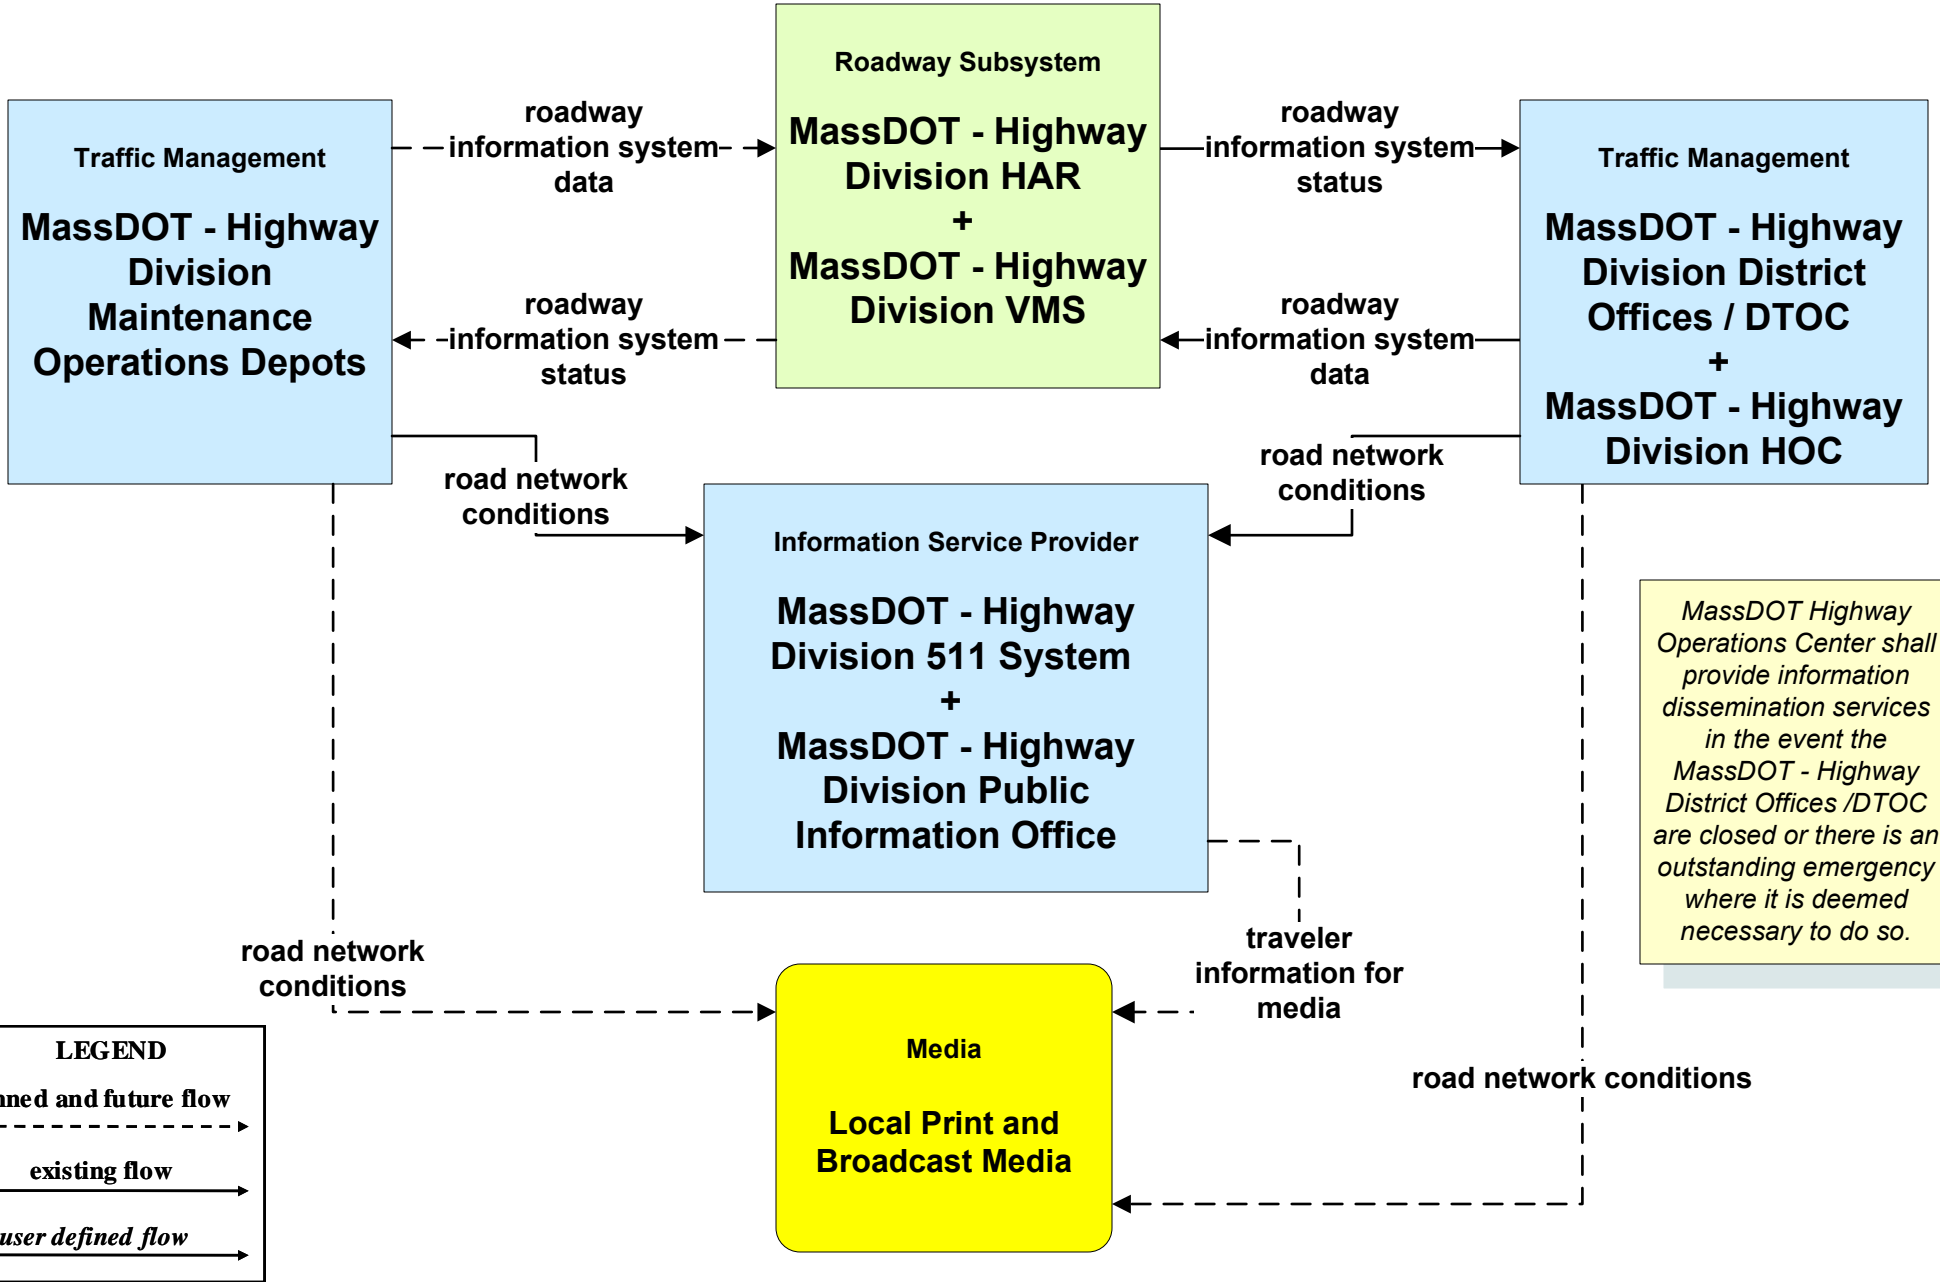 Roadway Subsystem
MassDOT - Highway
Division HAR
+
MassDOT - Highway
Division VMS
Traffic Management
MassDOT - Highway
Division
Maintenance
Operations Depots
roadway
information system
data
roadway
information system
status
roadway
information system
status
roadway
information system
data
Traffic Management
MassDOT - Highway
Division District
Offices / DTOC
+
MassDOT - Highway
Division HOC
road network
conditions
road network
conditions
Information Service Provider
MassDOT - Highway
Division 511 System
+
MassDOT - Highway
Division Public
Information Office
MassDOT Highway
Operations Center shall
provide information
dissemination services
in the event the
MassDOT - Highway
District Offices /DTOC
are closed or there is an
outstanding emergency
where it is deemed
necessary to do so.
road network
conditions
traveler
information for
media
Media
Local Print and
Broadcast Media
road network conditions
LEGEND
and future flow
existing flow
user defined flow